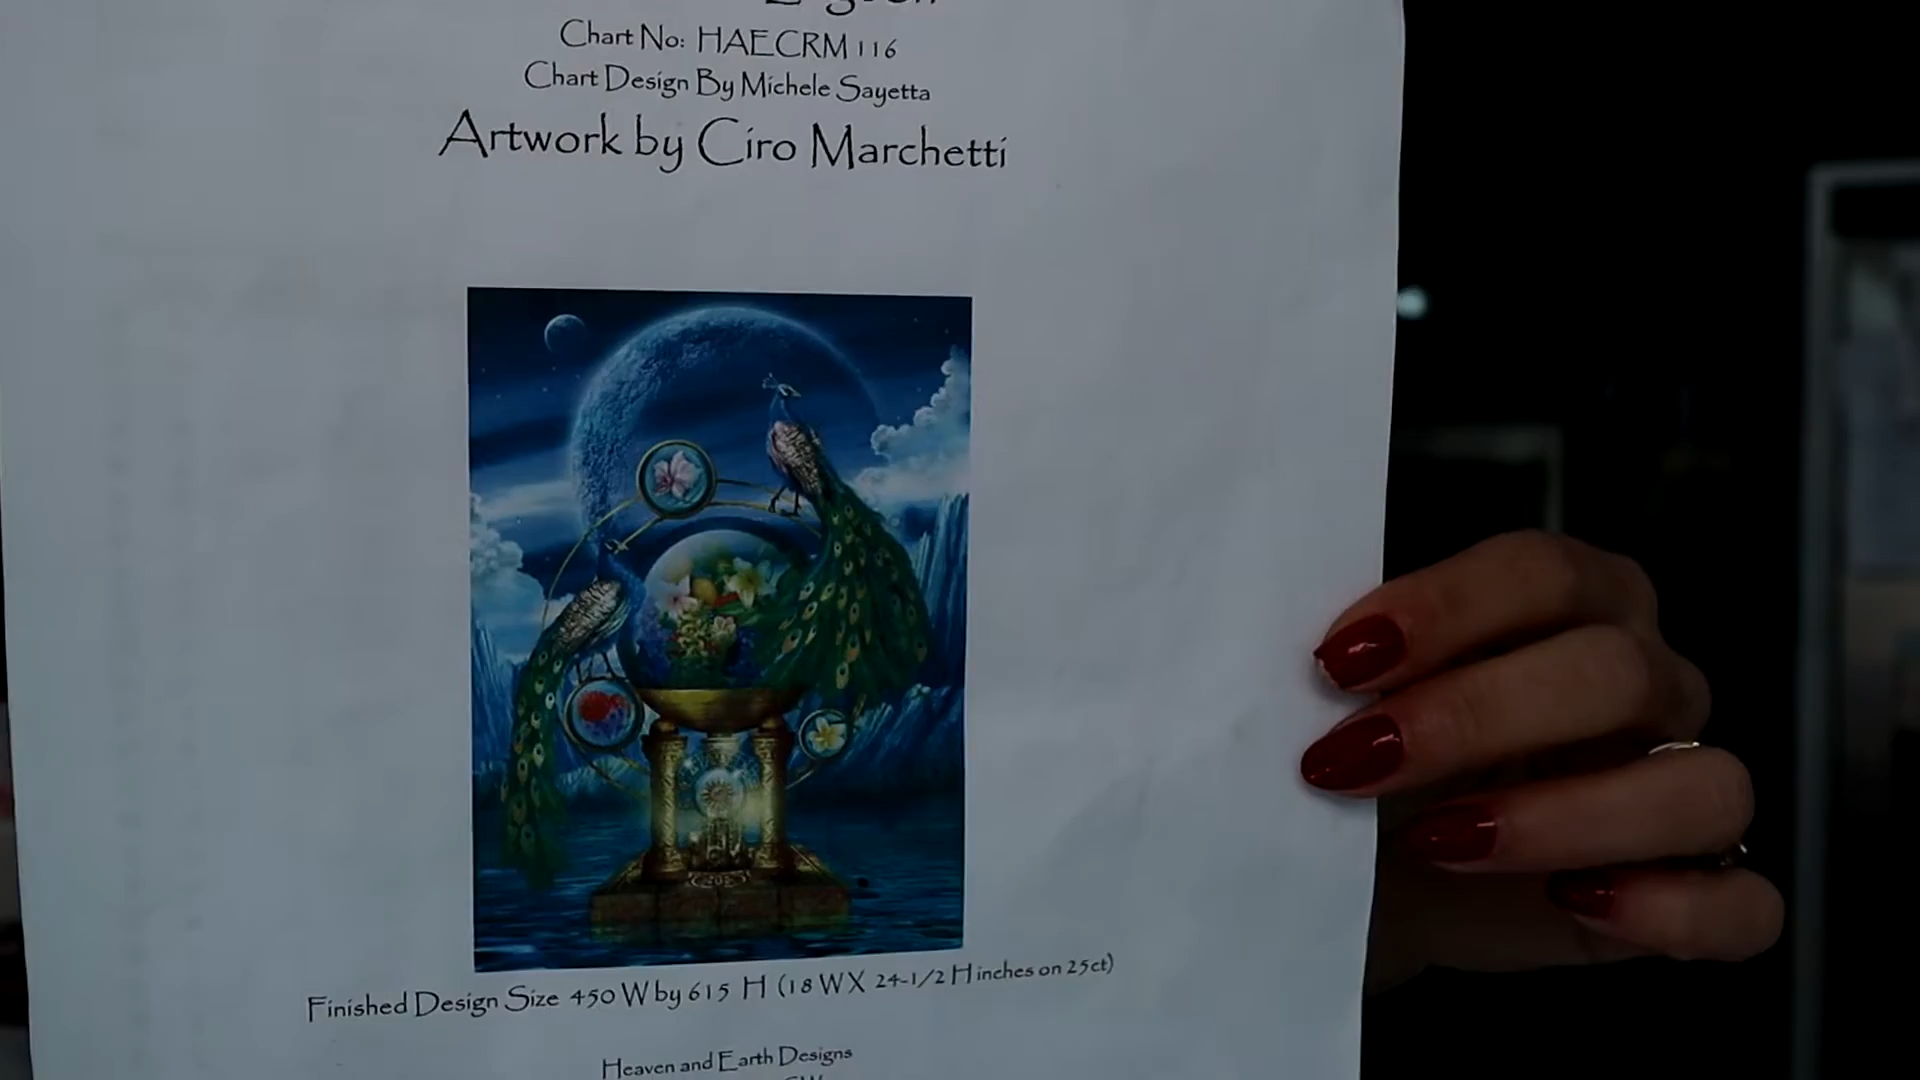 Chart No: HAECRM 116
Chart Design By Michele Sayetta
Artwork by Ciro Marchetti
Finished Design Size 450 W by 615 H (18 W X 24-1/2 H inches on 25ct)
Heaven and Earth Designs